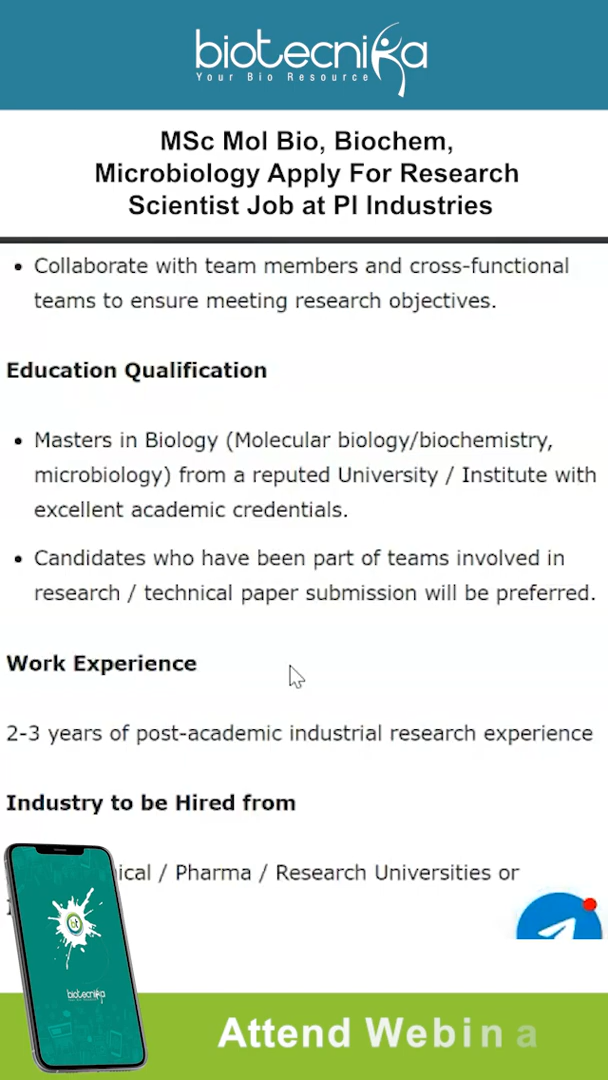 biotecnika
Your Bio Resource
MSc Mol Bio, Biochem,
Microbiology Apply For Research
Scientist Job at PI Industries
• Collaborate with team members and cross-functional
teams to ensure meeting research objectives.
Education Qualification
• Masters in Biology (Molecular biology/biochemistry,
microbiology) from a reputed University / Institute with
excellent academic credentials.
• Candidates who have been part of teams involved in
research / technical paper submission will be preferred.
Work Experience
2-3 years of post-academic industrial research experience
Industry to be Hired from
ical / Pharma / Research Universities or
bt
biotecnika
Attend Webina